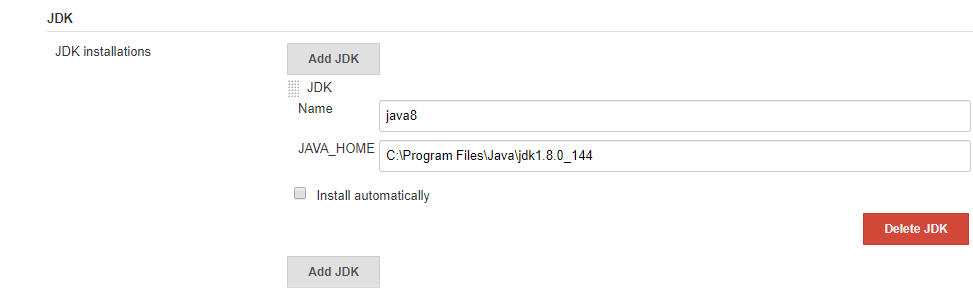 JDK
JDK installations
Add JDK
JDK
Name
java8
JAVA_HOME
C:\Program Files\Java\jdk1.8.0_144
Install automatically
Delete JDK
Add JDK